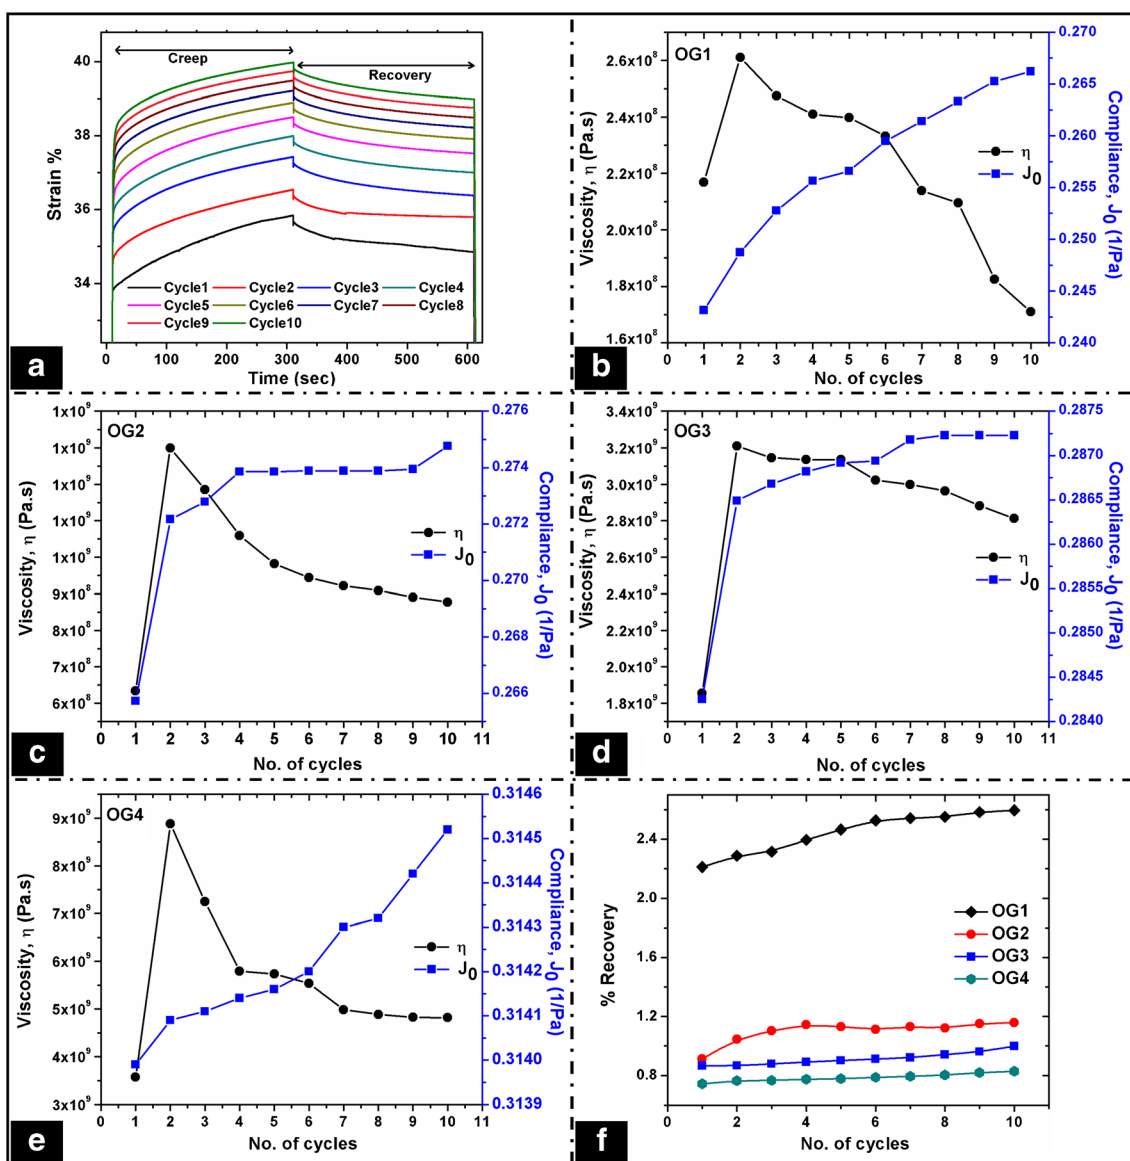 40
38
36
34
Strain %
Creep
Recovery
Cycle1 Cycle2 Cycle3 Cycle4
Cycle5 Cycle6 Cycle7 Cycle8
Cycle9 Cycle10
0 100 200 300 400 500 600
Time (sec)
a
OG1
2.6x10⁸
2.4x10⁸
2.2x10⁸
2.0x10⁸
1.8x10⁸
1.6x10⁸
Viscosity, η (Pa.s)
η
J₀
0.270
0.265
0.260
0.255
0.250
0.245
0.240
Compliance, J₀ (1/Pa)
0 1 2 3 4 5 6 7 8 9 10
No. of cycles
b
OG2
1x10⁹
1x10⁹
1x10⁹
1x10⁹
1x10⁹
9x10⁸
8x10⁸
7x10⁸
6x10⁸
Viscosity, η (Pa.s)
η
J₀
0.276
0.274
0.272
0.270
0.268
0.266
Compliance, J₀ (1/Pa)
0 1 2 3 4 5 6 7 8 9 10 11
No. of cycles
c
OG3
3.4x10⁹
3.2x10⁹
3.0x10⁹
2.8x10⁹
2.6x10⁹
2.4x10⁹
2.2x10⁹
2.0x10⁹
1.8x10⁹
Viscosity, η (Pa.s)
η
J₀
0.2875
0.2870
0.2865
0.2860
0.2855
0.2850
0.2845
0.2840
Compliance, J₀ (1/Pa)
0 1 2 3 4 5 6 7 8 9 10 11
No. of cycles
d
OG4
9x10⁹
8x10⁹
7x10⁹
6x10⁹
5x10⁹
4x10⁹
3x10⁹
Viscosity, η (Pa.s)
η
J₀
0.3146
0.3145
0.3144
0.3143
0.3142
0.3141
0.3140
0.3139
Compliance, J₀ (1/Pa)
0 1 2 3 4 5 6 7 8 9 10 11
No. of cycles
e
2.4
2.0
1.6
1.2
0.8
% Recovery
OG1
OG2
OG3
OG4
0 1 2 3 4 5 6 7 8 9 10 11
No. of cycles
f